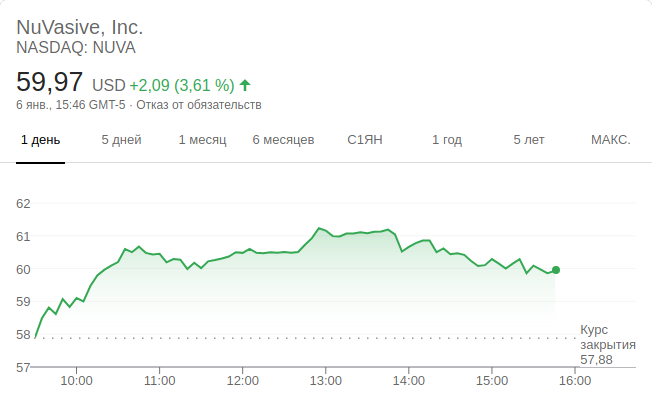 NuVasive, Inc.
NASDAQ: NUVA
59,97 USD +2,09 (3,61 %)
6 янв., 15:46 GMT-5 · Отказ от обязательств
1 день 5 дней 1 месяц 6 месяцев С1ЯН 1 год 5 лет МАКС.
62
61
60
59
58
57
Курс
закрытия
57,88
10:00 11:00 12:00 13:00 14:00 15:00 16:00